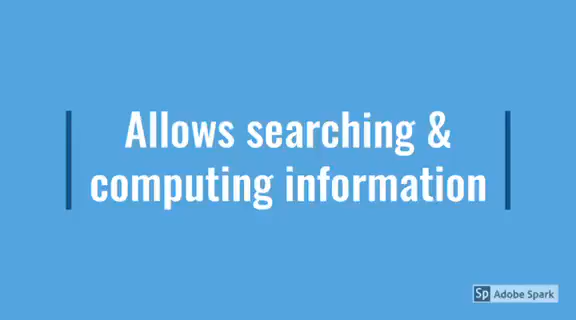 Allows searching &
computing information
Sp Adobe Spark